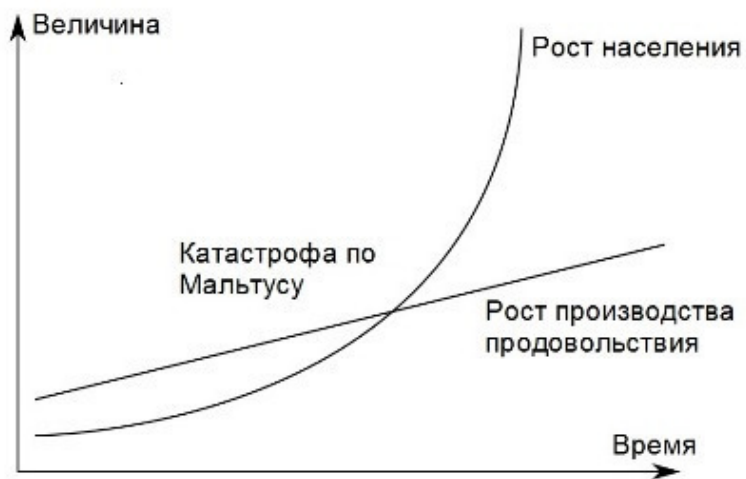 Величина
Рост населения
Катастрофа по
Мальтусу
Рост производства
продовольствия
Время